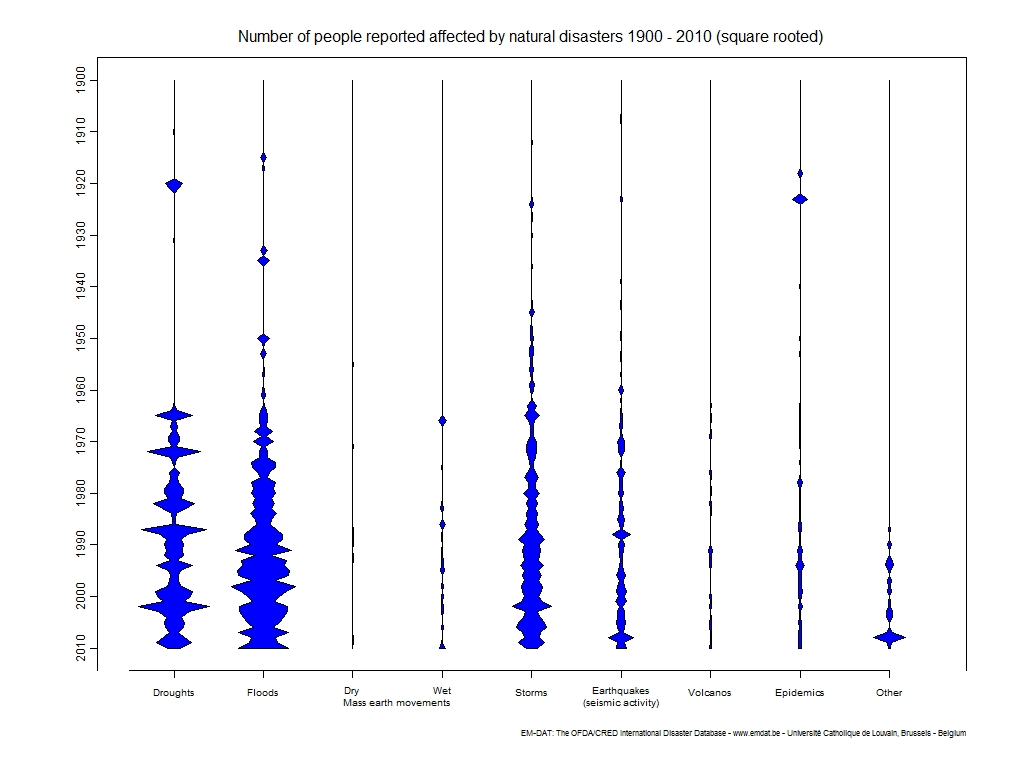 Number of people reported affected by natural disasters 1900 - 2010 (square rooted)
1900
1910
1920
1930
1940
1950
1960
1970
1980
1990
2000
2010
Droughts
Floods
Dry
Wet
Mass earth movements
Storms
Earthquakes
(seismic activity)
Volcanos
Epidemics
Other
EM-DAT: The OFDA/CRED International Disaster Database - www.emdat.be - Université Catholique de Louvain, Brussels - Belgium